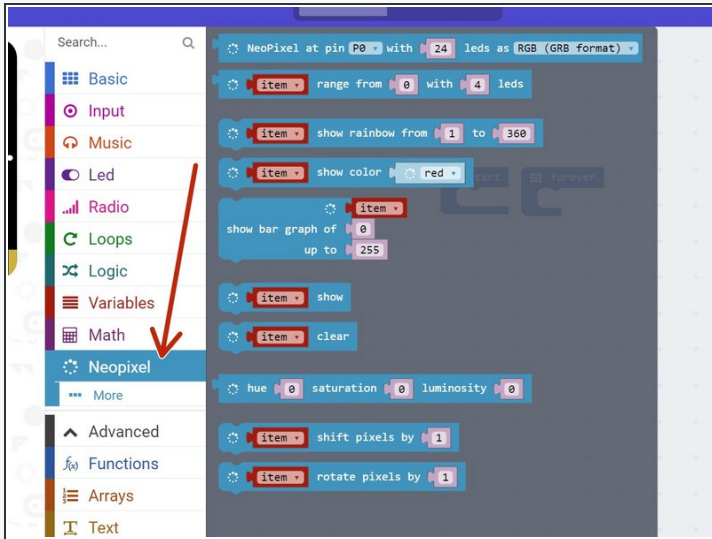 Search...
Basic
Input
Music
Led
Radio
Loops
Logic
Variables
Math
Neopixel
More
Advanced
Functions
Arrays
Text
NeoPixel at pin P0 with 24 leds as RGB (GRB format)
item range from 0 with 4 leds
item show rainbow from 1 to 360
item show color red
start
forever
item
show bar graph of 0
up to 255
item show
item clear
hue 0 saturation 0 luminosity 0
item shift pixels by 1
item rotate pixels by 1